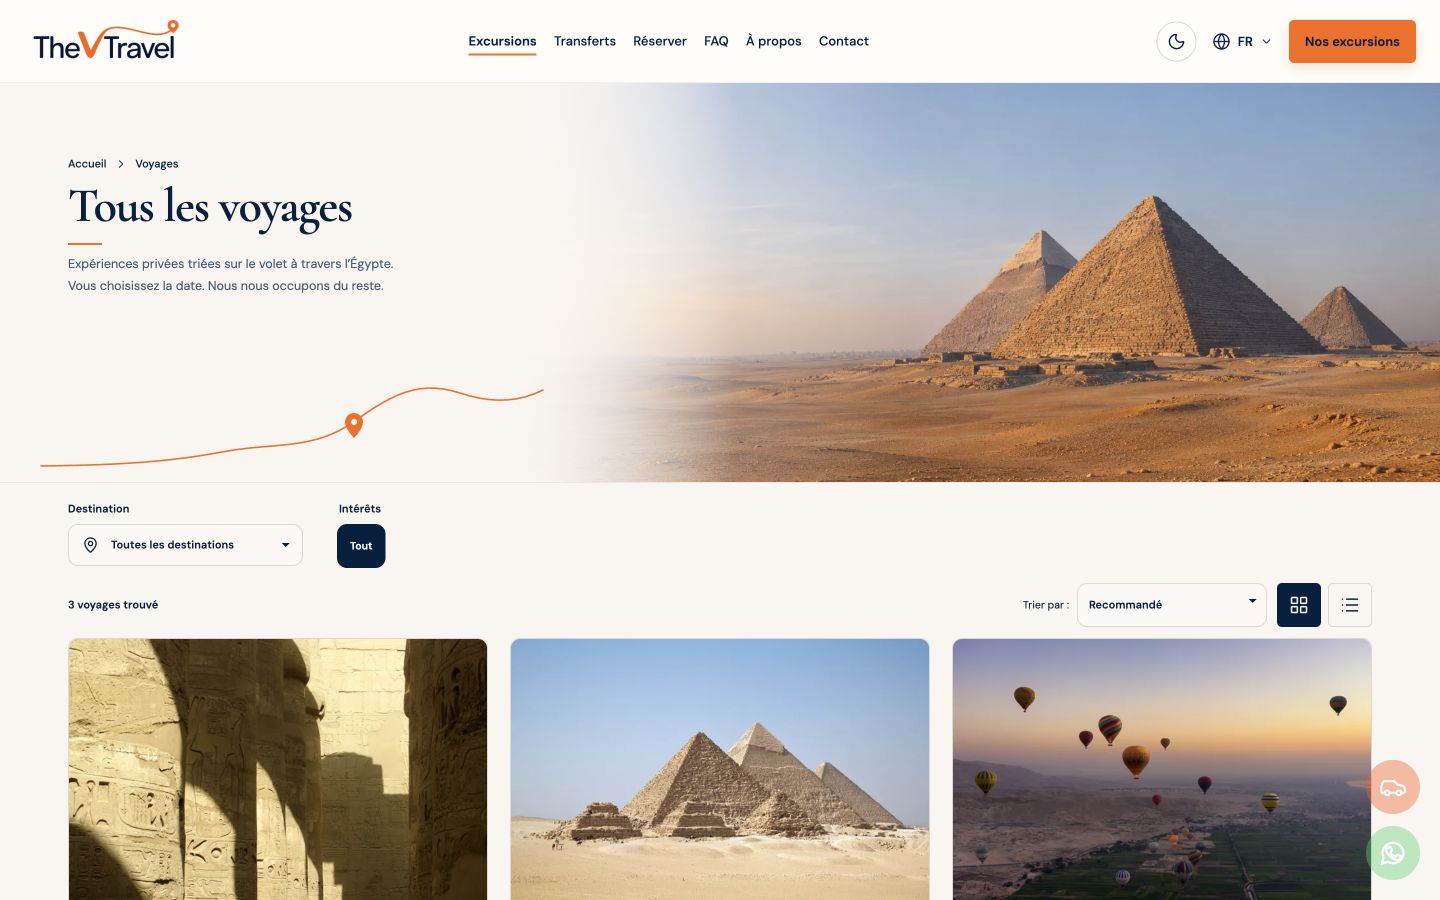 TheVTravel
Excursions
Transferts
Réserver
FAQ
À propos
Contact
FR
Nos excursions
Accueil > Voyages
Tous les voyages
Expériences privées triées sur le volet à travers l’Égypte.
Vous choisissez la date. Nous nous occupons du reste.
Destination
Toutes les destinations
Intérêts
Tout
3 voyages trouvé
Trier par :
Recommandé